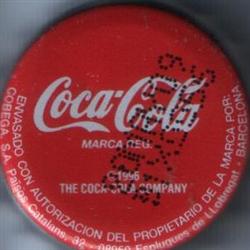 Coca-Cola
MARCA REG.
© 1996
THE COCA-COLA COMPANY
ENVASADO CON AUTORIZACION DEL PROPIETARIO DE LA MARCA POR:
COBEGA, S.A. Països Catalans, 32 - 08950 Esplugues de Llobregat - BARCELONA